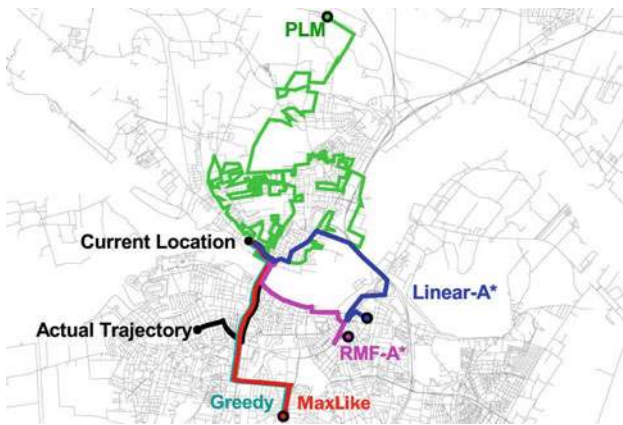 PLM
Current Location
Linear-A*
Actual Trajectory
RMF-A*
Greedy MaxLike